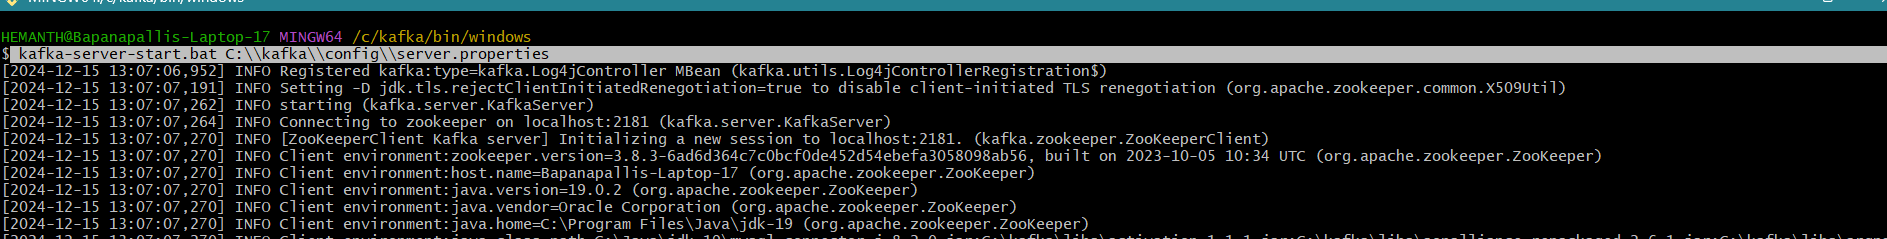 HEMANTH@Bapanapallis-Laptop-17 MINGW64 /c/kafka/bin/windows
$ kafka-server-start.bat C:\\kafka\\config\\server.properties
[2024-12-15 13:07:06,952] INFO Registered kafka:type=kafka.Log4jController MBean (kafka.utils.Log4jControllerRegistration$)
[2024-12-15 13:07:07,191] INFO Setting -D jdk.tls.rejectClientInitiatedRenegotiation=true to disable client-initiated TLS renegotiation (org.apache.zookeeper.common.X509Util)
[2024-12-15 13:07:07,262] INFO starting (kafka.server.KafkaServer)
[2024-12-15 13:07:07,264] INFO Connecting to zookeeper on localhost:2181 (kafka.server.KafkaServer)
[2024-12-15 13:07:07,270] INFO [ZooKeeperClient Kafka server] Initializing a new session to localhost:2181. (kafka.zookeeper.ZooKeeperClient)
[2024-12-15 13:07:07,270] INFO Client environment:zookeeper.version=3.8.3-6ad6d364c7c0bcf0de452d54ebefa3058098ab56, built on 2023-10-05 10:34 UTC (org.apache.zookeeper.ZooKeeper)
[2024-12-15 13:07:07,270] INFO Client environment:host.name=Bapanapallis-Laptop-17 (org.apache.zookeeper.ZooKeeper)
[2024-12-15 13:07:07,270] INFO Client environment:java.version=19.0.2 (org.apache.zookeeper.ZooKeeper)
[2024-12-15 13:07:07,270] INFO Client environment:java.vendor=Oracle Corporation (org.apache.zookeeper.ZooKeeper)
[2024-12-15 13:07:07,270] INFO Client environment:java.home=C:\Program Files\Java\jdk-19 (org.apache.zookeeper.ZooKeeper)